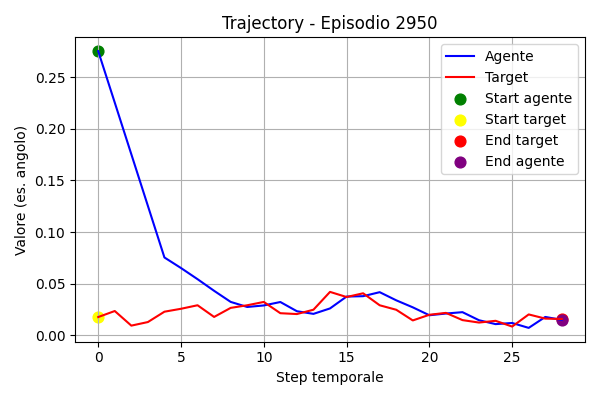 Trajectory - Episodio 2950
Agente
Target
Start agente
Start target
End target
End agente
Valore (es. angolo)
0.25
0.20
0.15
0.10
0.05
0.00
0 5 10 15 20 25
Step temporale